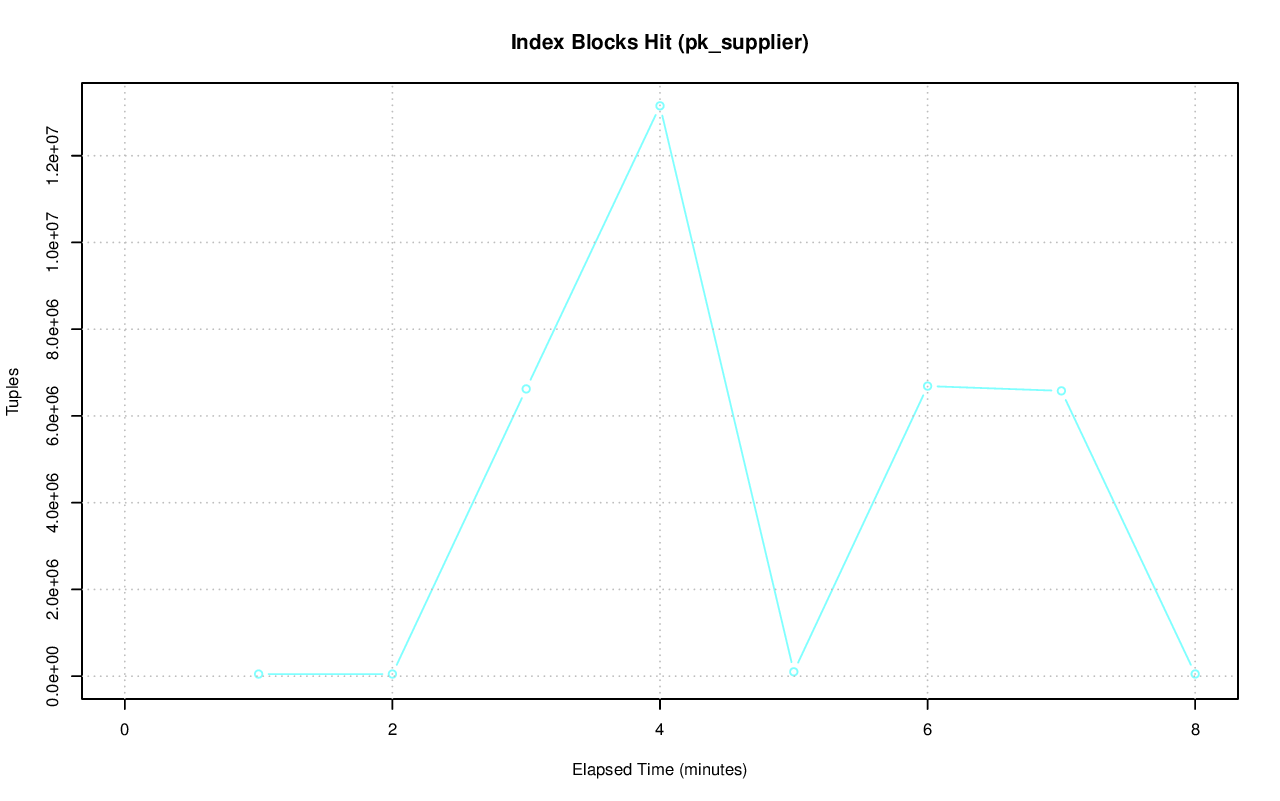 Index Blocks Hit (pk_supplier)
Tuples
1.2e+07
1.0e+07
8.0e+06
6.0e+06
4.0e+06
2.0e+06
0.0e+00
0 2 4 6 8
Elapsed Time (minutes)